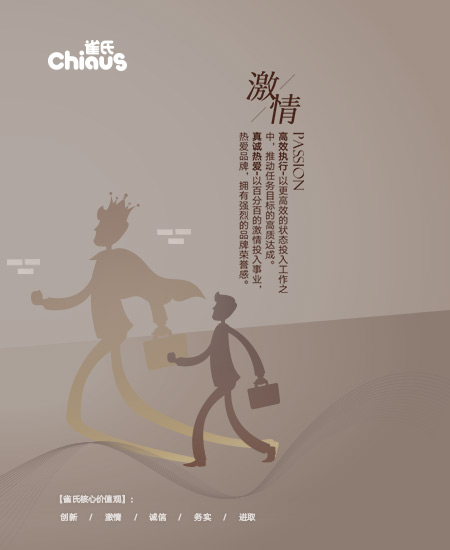 雀氏
Chiaus
激
情
PASSION
高效执行-以更高效的状态投入工作之
中，推动任务目标的高质达成。
真诚热爱-以百分百的激情投入事业，
热爱品牌，拥有强烈的品牌荣誉感。
【雀氏核心价值观】：
创新 / 激情 / 诚信 / 务实 / 进取